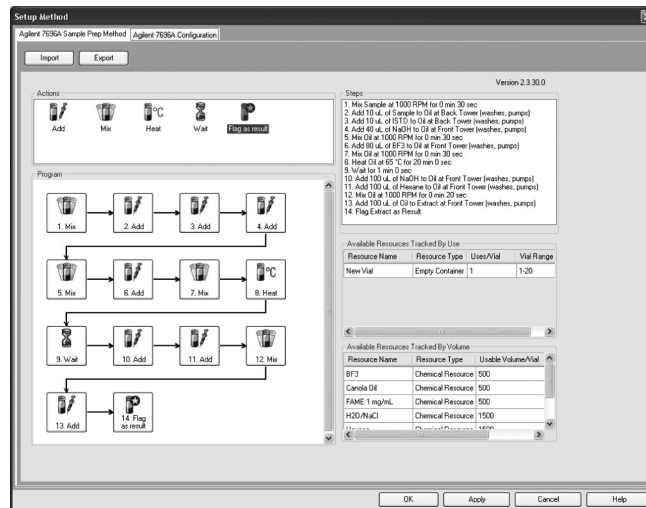 Setup Method
Agilent 7696A Sample Prep Method
Agilent 7696A Configuration
Import
Export
Version 2.3.30.0
Actions
Add
Mix
Heat
Wait
Flag as result
Steps
1. Mix Sample at 1000 RPM for 0 min 30 sec
2. Add 10 uL of Sample to Oil at Back Tower (washes, pumps)
3. Add 10 uL of ISTD to Oil at Back Tower (washes, pumps)
4. Add 40 uL of NaOH to Oil at Front Tower (washes, pumps)
5. Mix Oil at 1000 RPM for 0 min 30 sec
6. Add 80 uL of BF3 to Oil at Front Tower (washes, pumps)
7. Mix Oil at 1000 RPM for 0 min 30 sec
8. Heat Oil at 65 °C for 20 min 0 sec
9. Wait for 1 min 0 sec
10. Add 100 uL of NaOH to Oil at Front Tower (washes, pumps)
11. Add 100 uL of Hexane to Oil at Front Tower (washes, pumps)
12. Mix Oil at 1000 RPM for 0 min 20 sec
13. Add 100 uL of Oil to Extract at Front Tower (washes, pumps)
14. Flag Extract as Result.
Program
1. Mix
2. Add
3. Add
4. Add
5. Mix
6. Add
7. Mix
8. Heat
9. Wait
10. Add
11. Add
12. Mix
13. Add
14. Flag
as result
Available Resources Tracked By Use
Resource Name Resource Type Uses/Vial Vial Range
New Vial Empty Container 1 1-20
Available Resources Tracked By Volume
Resource Name Resource Type Usable Volume/Vial
BF3 Chemical Resource 500
Canola Oil Chemical Resource 500
FAME 1 mg/mL Chemical Resource 500
H2O/NaCl Chemical Resource 1500
OK
Apply
Cancel
Help